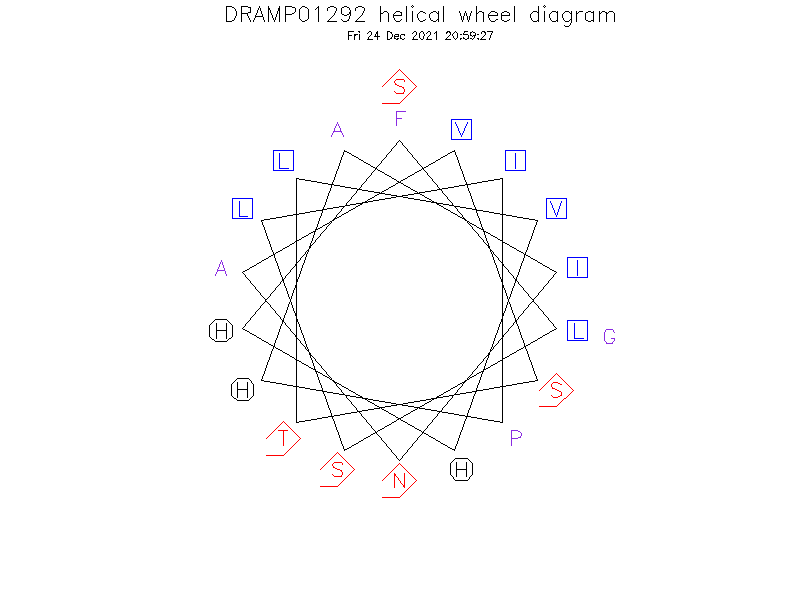 DRAMP01292 helical wheel diagram
Fri 24 Dec 2021 20:59:27
S
A F V
L I
L V
A I
H L G
H S
T P
S N H